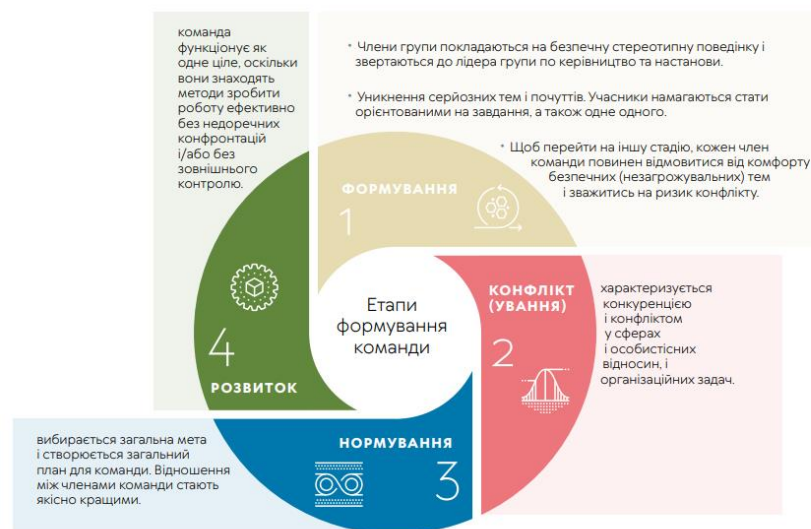 команда
функціонує як
одне ціле, оскільки
вони знаходять
методи зробити
роботу ефективно
без недоречних
конфронтацій
і/або без
зовнішнього
контролю.
• Члени групи покладаються на безпечну стереотипну поведінку і
звертаються до лідера групи по керівництво та настанови.
• Уникнення серйозних тем і почуттів. Учасники намагаються стати
орієнтованими на завдання, а також одне одного.
• Щоб перейти на іншу стадію, кожен член
команди повинен відмовитися від комфорту
безпечних (незагрожувальних) тем
і зважитись на ризик конфлікту.
ФОРМУВАННЯ
1
Етапи
формування
команди
КОНФЛІКТ
(УВАННЯ)
2
характеризується
конкуренцією
і конфліктом
у сферах
і особистісних
відносин, і
організаційних задач.
4
РОЗВИТОК
НОРМУВАННЯ
3
вибирається загальна мета
і створюється загальний
план для команди. Відношення
між членами команди стають
якісно кращими.